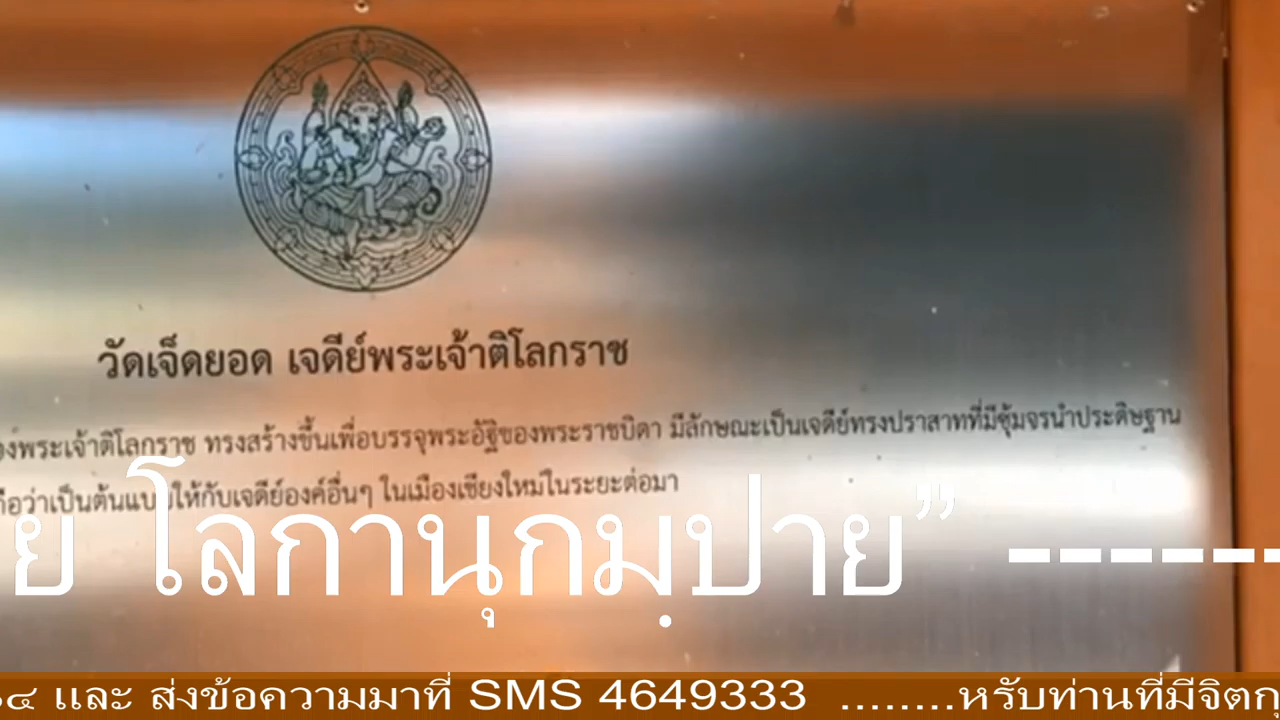 วัดเจ็ดยอด เจดีย์พระเจ้าติโลกราช
พระเจ้าติโลกราช ทรงสร้างขึ้นเพื่อบรรจุพระอัฐิของพระราชบิดา มีลักษณะเป็นเจดีย์ทรงปราสาทที่มีซุ้มจรนำประดิษฐาน
ว่าเป็นต้นแบบให้กับเจดีย์องค์อื่นๆ ในเมืองเชียงใหม่ในระยะต่อมา
ย โลกานุกมฺปาย” ------
๔ และ ส่งข้อความมาที่ SMS 4649333 ........หรับท่านที่มีจิต